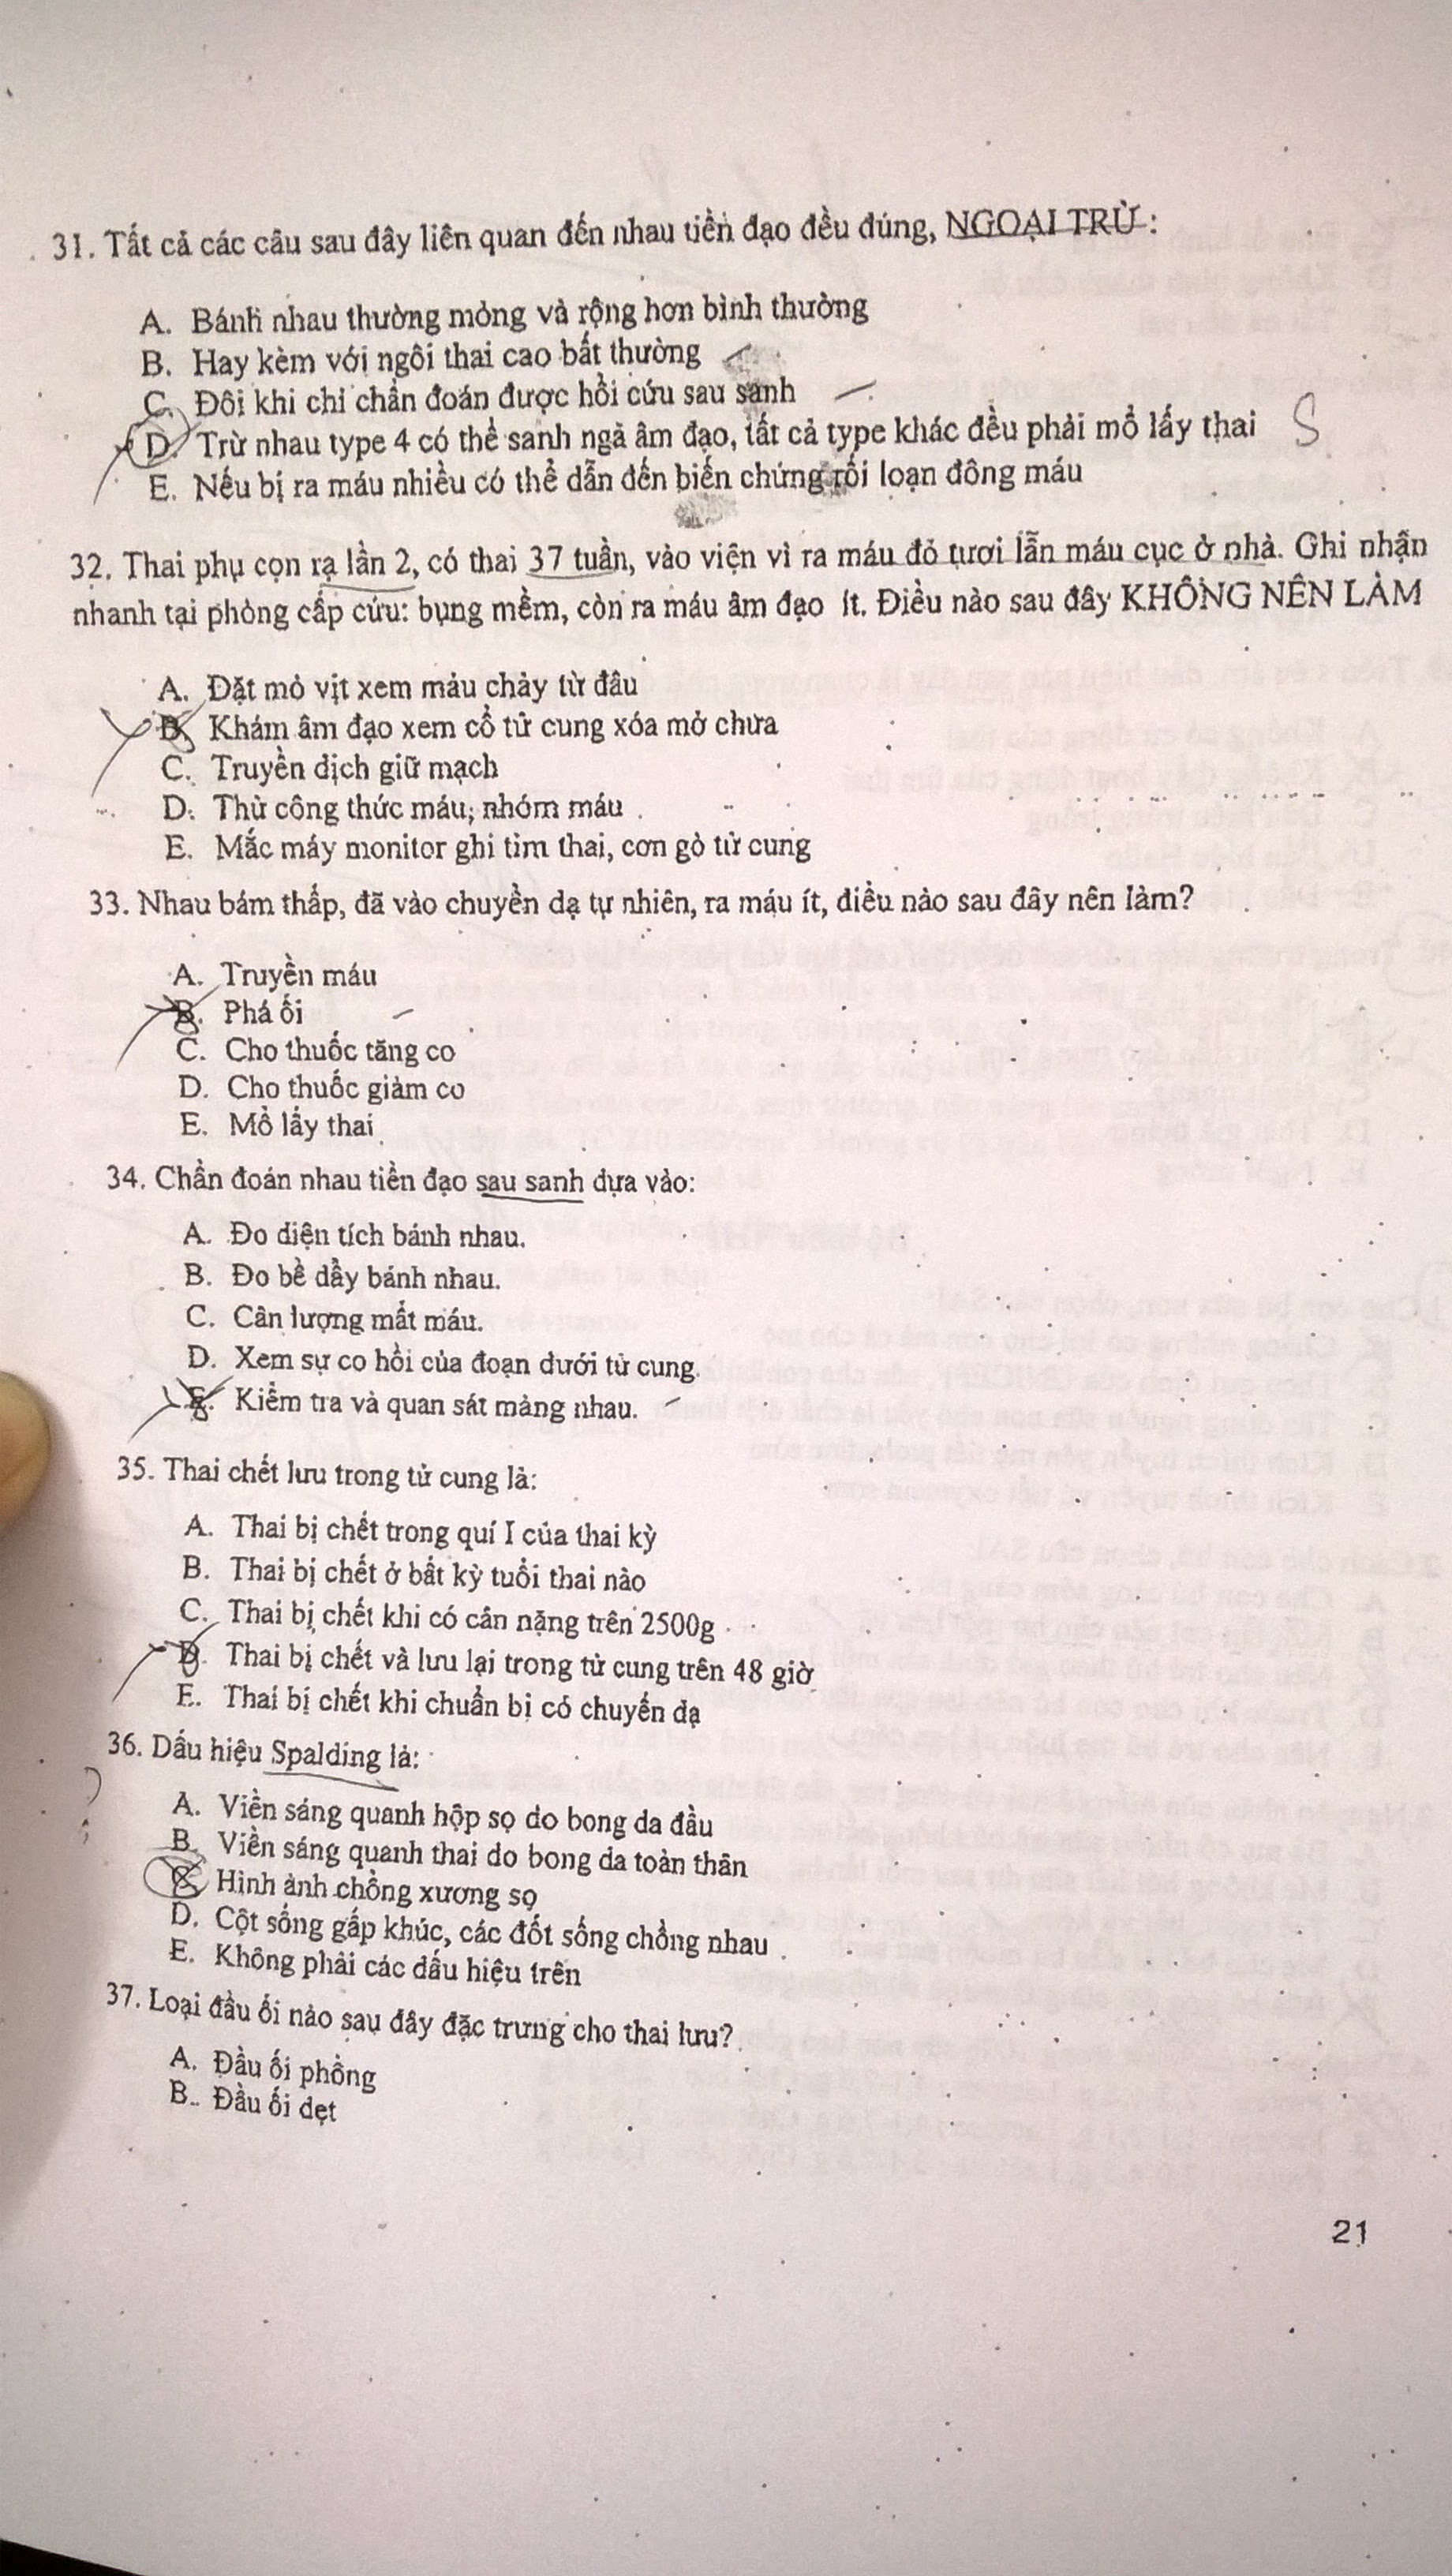 31. Tất cả các câu sau đây liên quan đến nhau tiền đạo đều đúng, NGOẠI TRỪ :
A. Bánh nhau thường mỏng và rộng hơn bình thường
B. Hay kèm với ngôi thai cao bất thường
C. Đôi khi chỉ chẩn đoán được hồi cứu sau sanh
D. Trừ nhau type 4 có thể sanh ngã âm đạo, tất cả type khác đều phải mổ lấy thai S
E. Nếu bị ra máu nhiều có thể dẫn đến biến chứng rối loạn đông máu
32. Thai phụ con rạ lần 2, có thai 37 tuần, vào viện vì ra máu đỏ tươi lẫn máu cục ở nhà. Ghi nhận
nhanh tại phòng cấp cứu: bụng mềm, còn ra máu âm đạo ít. Điều nào sau đây KHÔNG NÊN LÀM
A. Đặt mỏ vịt xem máu chảy từ đâu
B. Khám âm đạo xem cổ tử cung xóa mở chưa
C. Truyền dịch giữ mạch
D. Thử công thức máu; nhóm máu
E. Mắc máy monitor ghi tim thai, cơn gò tử cung
33. Nhau bám thấp, đã vào chuyển dạ tự nhiên, ra máu ít, điều nào sau đây nên làm?
A. Truyền máu
B. Phá ối
C. Cho thuốc tăng co
D. Cho thuốc giảm co
E. Mổ lấy thai
34. Chẩn đoán nhau tiền đạo sau sanh dựa vào:
A. Đo diện tích bánh nhau.
B. Đo bề dầy bánh nhau.
C. Cân lượng mất máu.
D. Xem sự co hồi của đoạn dưới tử cung.
E. Kiểm tra và quan sát màng nhau.
35. Thai chết lưu trong tử cung là:
A. Thai bị chết trong quí I của thai kỳ
B. Thai bị chết ở bất kỳ tuổi thai nào
C. Thai bị chết khi có cân nặng trên 2500g
D. Thai bị chết và lưu lại trong tử cung trên 48 giờ
E. Thai bị chết khi chuẩn bị có chuyển dạ
36. Dấu hiệu Spalding là:
?
A. Viền sáng quanh hộp sọ do bong da đầu
B. Viền sáng quanh thai do bong da toàn thân
C. Hình ảnh chồng xương sọ
D. Cột sống gấp khúc, các đốt sống chồng nhau
E. Không phải các dấu hiệu trên
37. Loại đầu ối nào sau đây đặc trưng cho thai lưu?
A. Đầu ối phồng
B. Đầu ối dẹt
21